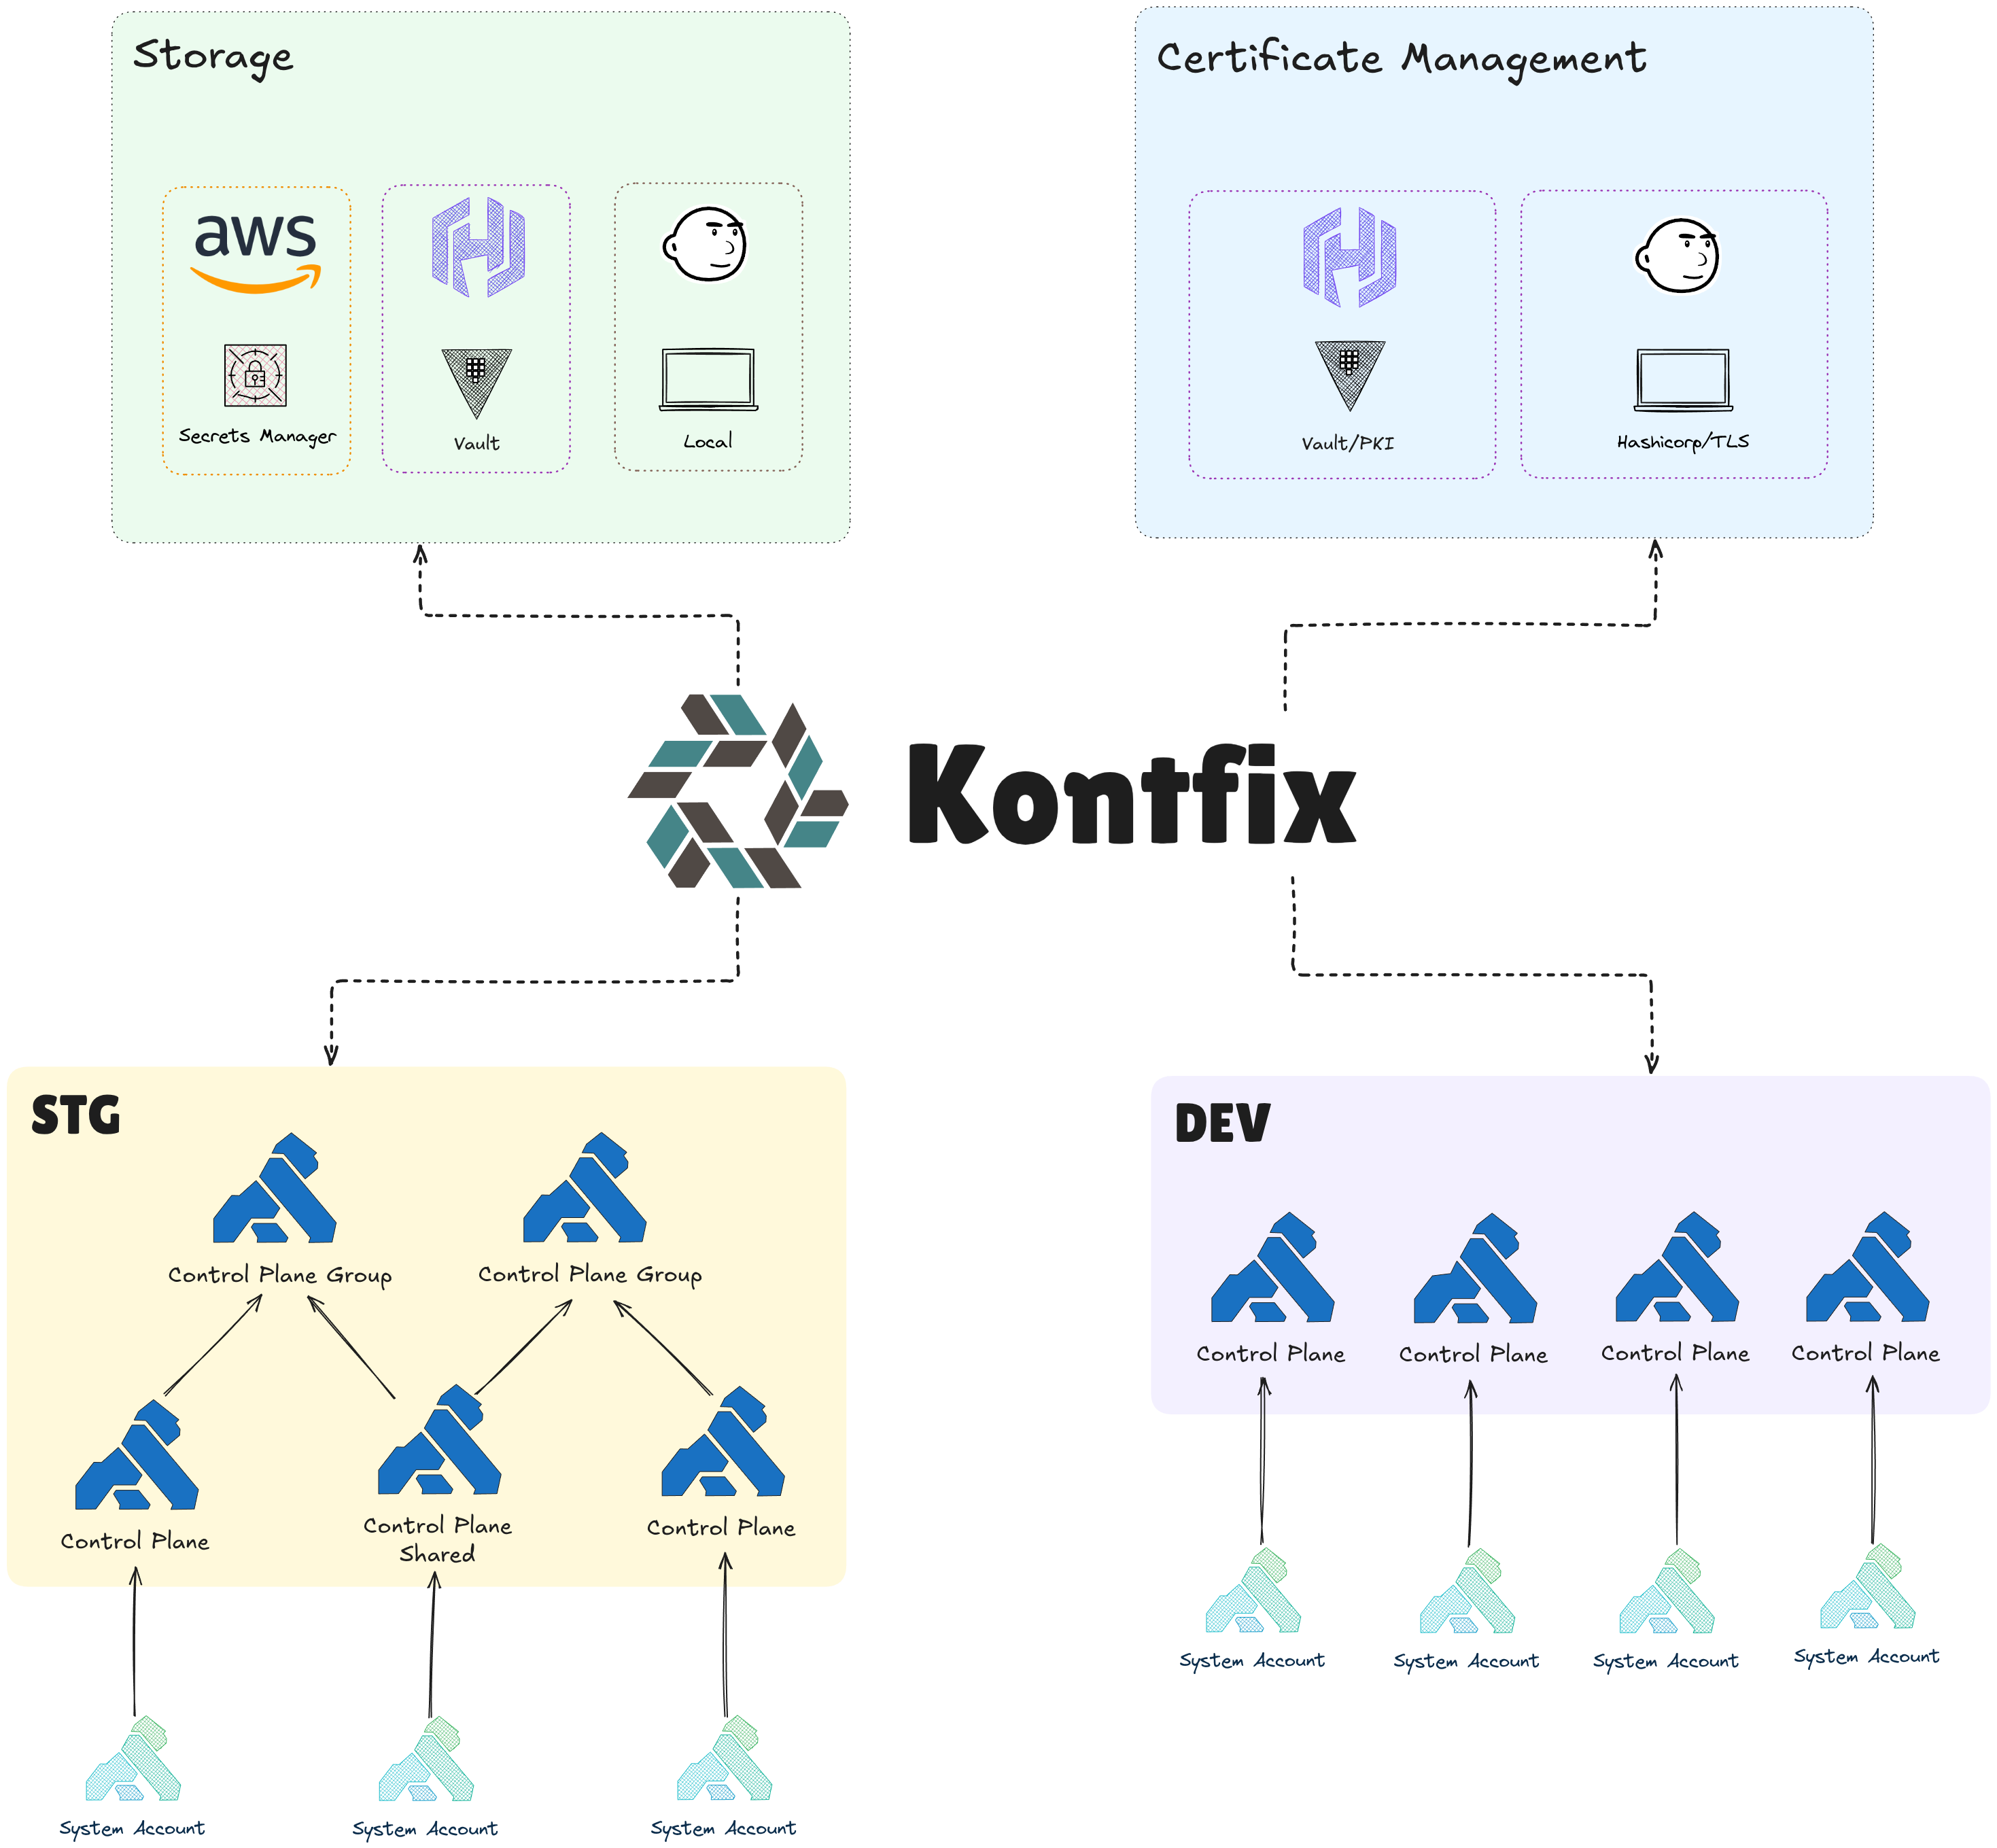 Storage
aws
Secrets Manager
Vault
Local
Certificate Management
Vault/PKI
Hashicorp/TLS
Kontfix
STG
Control Plane Group
Control Plane Group
Control Plane
Control Plane
Shared
Control Plane
System Account
System Account
System Account
DEV
Control Plane
Control Plane
Control Plane
Control Plane
System Account
System Account
System Account
System Account